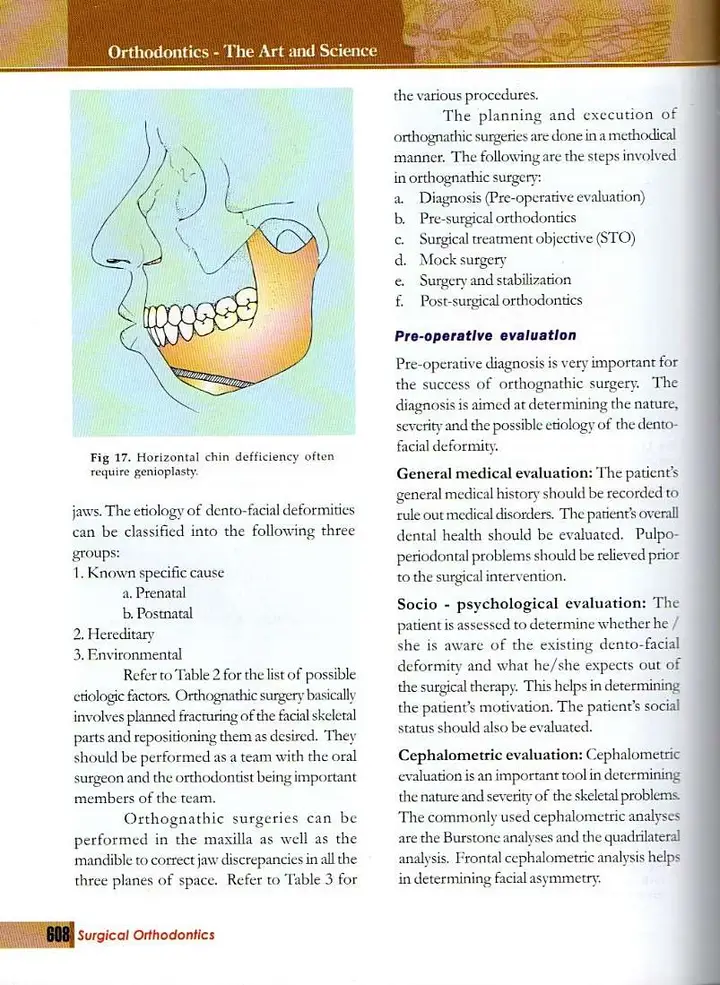 Orthodontics - The Art and Science
Fig 17. Horizontal chin defficiency often
require genioplasty.
jaws. The etiology of dento-facial deformities
can be classified into the following three
groups:
1. Known specific cause
a. Prenatal
b. Postnatal
2. Hereditary
3. Environmental
Refer to Table 2 for the list of possible
etiologic factors. Orthognathic surgery basically
involves planned fracturing of the facial skeletal
parts and repositioning them as desired. They
should be performed as a team with the oral
surgeon and the orthodontist being important
members of the team.
Orthognathic surgeries can be
performed in the maxilla as well as the
mandible to correct jaw discrepancies in all the
three planes of space. Refer to Table 3 for
the various procedures.
The planning and execution of
orthognathic surgeries are done in a methodical
manner. The following are the steps involved
in orthognathic surgery:
a. Diagnosis (Pre-operative evaluation)
b. Pre-surgical orthodontics
c. Surgical treatment objective (STO)
d. Mock surgery
e. Surgery and stabilization
f. Post-surgical orthodontics
Pre-operative evaluation
Pre-operative diagnosis is very important for
the success of orthognathic surgery. The
diagnosis is aimed at determining the nature,
severity and the possible etiology of the dento-
facial deformity.
General medical evaluation: The patient's
general medical history should be recorded to
rule out medical disorders. The patient's overall
dental health should be evaluated. Pulpo-
periodontal problems should be relieved prior
to the surgical intervention.
Socio - psychological evaluation: The
patient is assessed to determine whether he /
she is aware of the existing dento-facial
deformity and what he/she expects out of
the surgical therapy. This helps in determining
the patient's motivation. The patient's social
status should also be evaluated.
Cephalometric evaluation: Cephalometric
evaluation is an important tool in determining
the nature and severity of the skeletal problems.
The commonly used cephalometric analyses
are the Burstone analyses and the quadrilateral
analysis. Frontal cephalometric analysis helps
in determining facial asymmetry.
608 Surgical Orthodontics